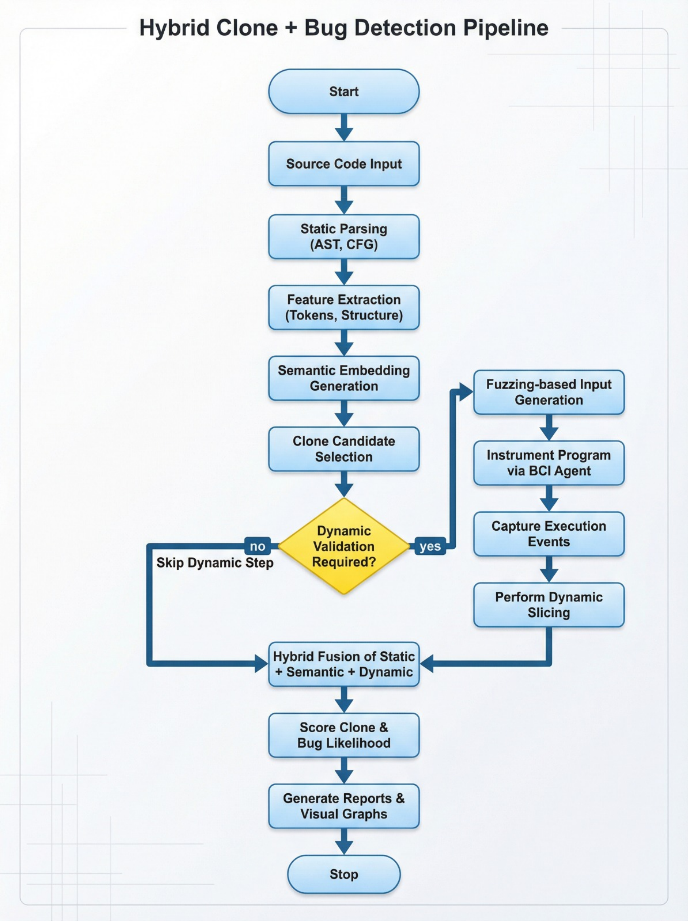 Hybrid Clone + Bug Detection Pipeline
Start
Source Code Input
Static Parsing
(AST, CFG)
Feature Extraction
(Tokens, Structure)
Semantic Embedding
Generation
Clone Candidate
Selection
Dynamic
Validation
Required?
no
Skip Dynamic Step
yes
Fuzzing-based Input
Generation
Instrument Program
via BCI Agent
Capture Execution
Events
Perform Dynamic
Slicing
Hybrid Fusion of Static
+ Semantic + Dynamic
Score Clone &
Bug Likelihood
Generate Reports &
Visual Graphs
Stop